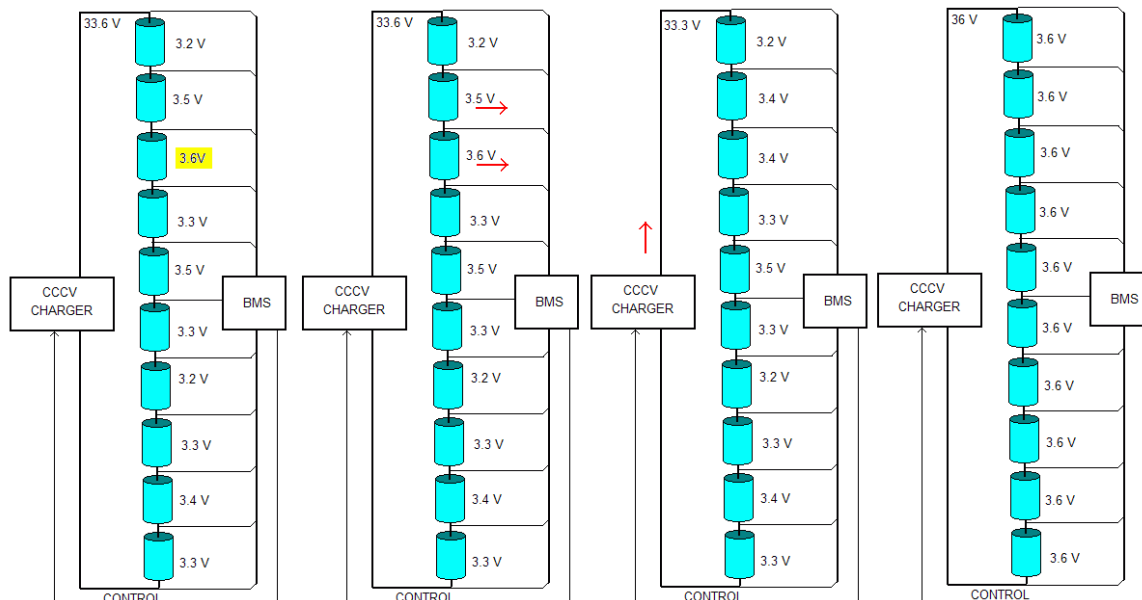 33.6 V
3.2 V
3.5 V
3.6V
3.3 V
3.5 V
CCCV
CHARGER
BMS
3.3 V
3.2 V
3.3 V
3.4 V
3.3 V
CONTROL
33.6 V
3.2 V
3.5 V
3.6 V
3.3 V
3.5 V
CCCV
CHARGER
BMS
3.3 V
3.2 V
3.3 V
3.4 V
3.3 V
CONTROL
33.3 V
3.2 V
3.4 V
3.4 V
3.3 V
3.5 V
CCCV
CHARGER
BMS
3.3 V
3.2 V
3.3 V
3.4 V
3.3 V
CONTROL
36 V
3.6 V
3.6 V
3.6 V
3.6 V
3.6 V
CCCV
CHARGER
BMS
3.6 V
3.6 V
3.6 V
3.6 V
3.6 V
CONTROL